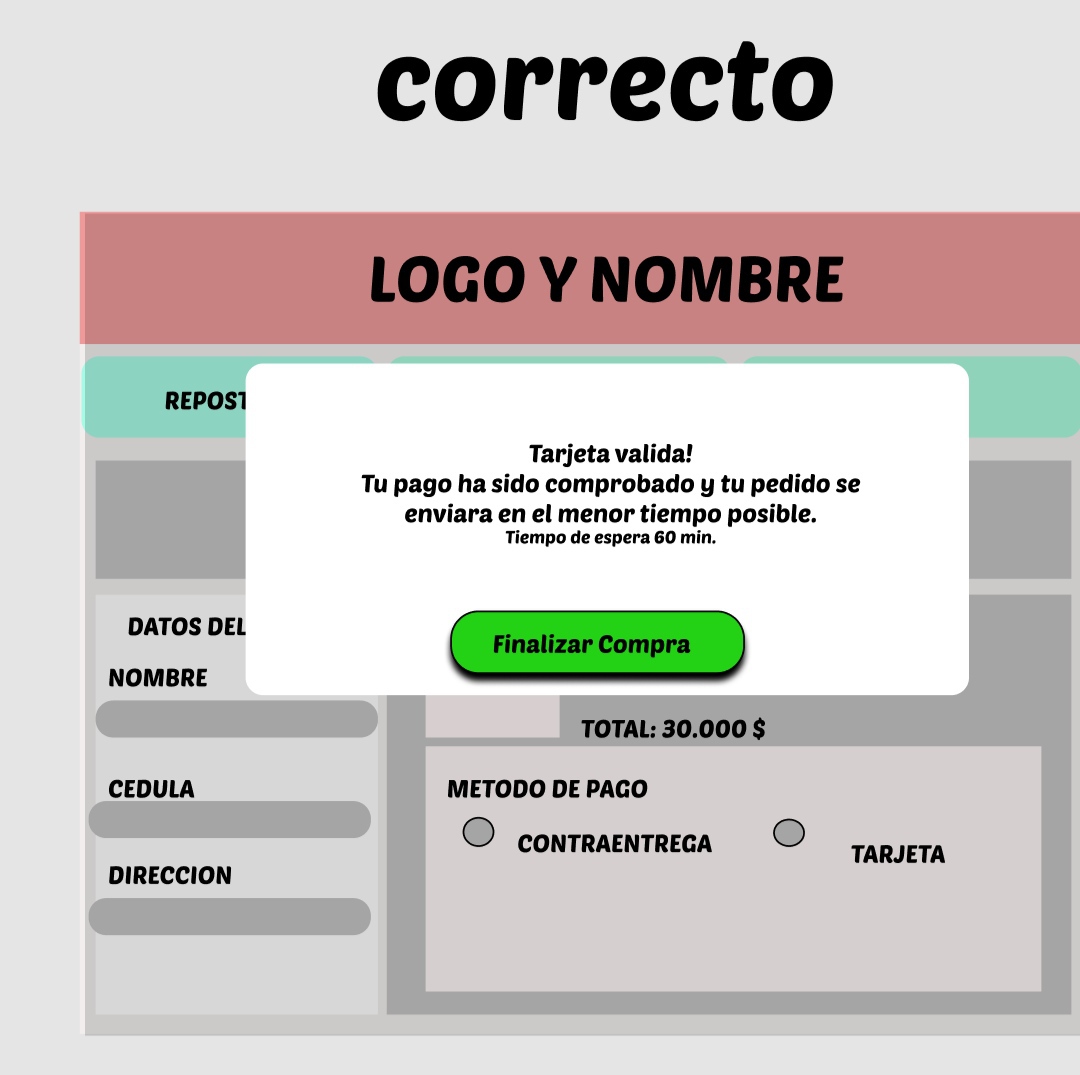 correcto
LOGO Y NOMBRE
REPOST
Tarjeta valida!
Tu pago ha sido comprobado y tu pedido se
enviara en el menor tiempo posible.
Tiempo de espera 60 min.
Finalizar Compra
DATOS DEL
NOMBRE
CEDULA
DIRECCION
TOTAL: 30.000 $
METODO DE PAGO
CONTRAENTREGA
TARJETA